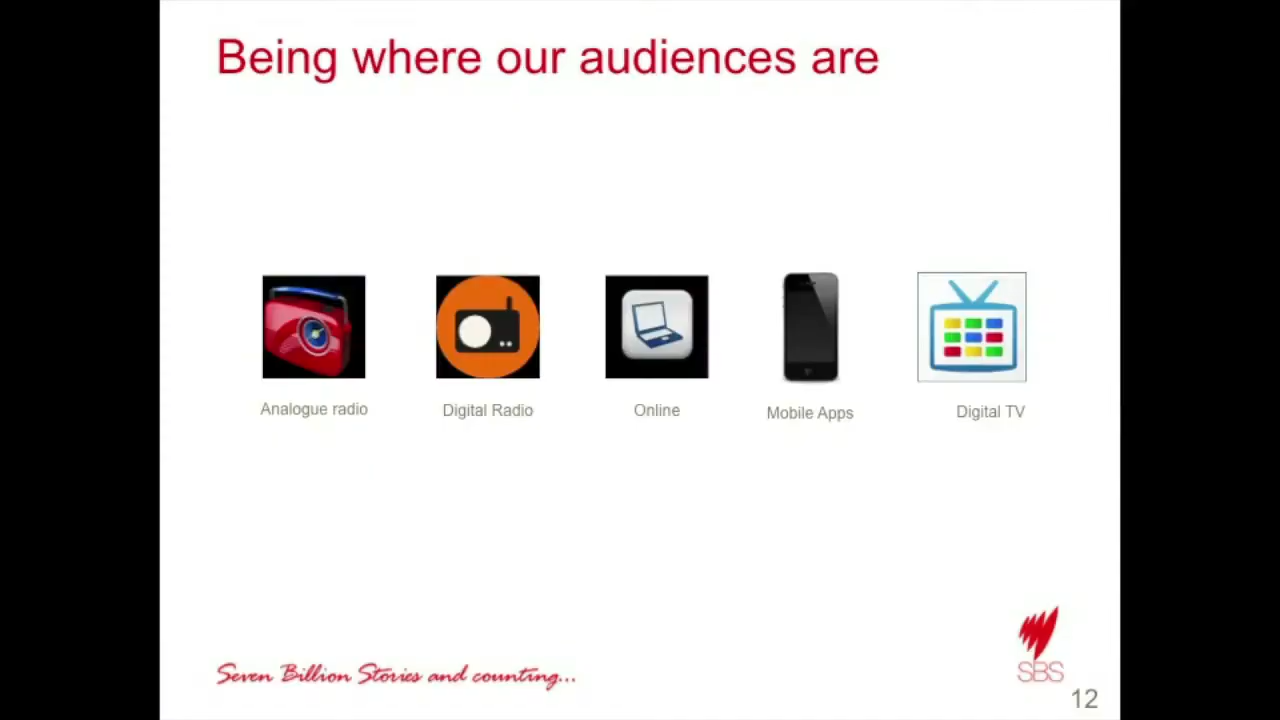 Being where our audiences are
Analogue radio
Digital Radio
Online
Mobile Apps
Digital TV
Seven Billion Stories and counting...
SBS
12